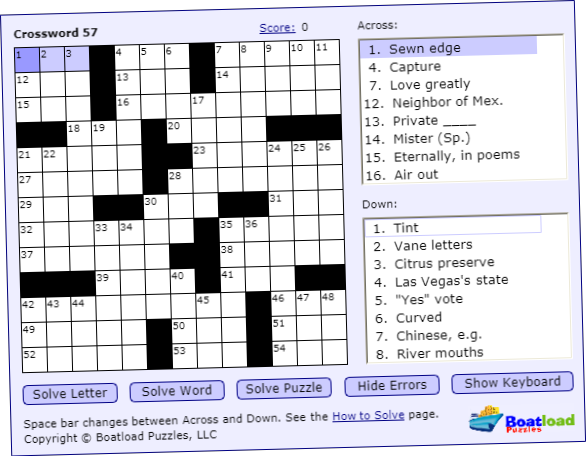 Crossword 57
Score: 0
1 2 3 4 5 6 7 8 9 10 11
12 13 14
15 16 17
18 19 20
21 22 23 24 25 26
27 28
29 30 31
32 33 34 35 36
37 38
39 40 41
42 43 44 45 46 47 48
49 50 51
52 53 54
Across:
1. Sewn edge
4. Capture
7. Love greatly
12. Neighbor of Mex.
13. Private ____
14. Mister (Sp.)
15. Eternally, in poems
16. Air out
Down:
1. Tint
2. Vane letters
3. Citrus preserve
4. Las Vegas's state
5. "Yes" vote
6. Curved
7. Chinese, e.g.
8. River mouths
Solve Letter Solve Word Solve Puzzle Hide Errors Show Keyboard
Space bar changes between Across and Down. See the How to Solve page.
Copyright © Boatload Puzzles, LLC
Boatload
Puzzles